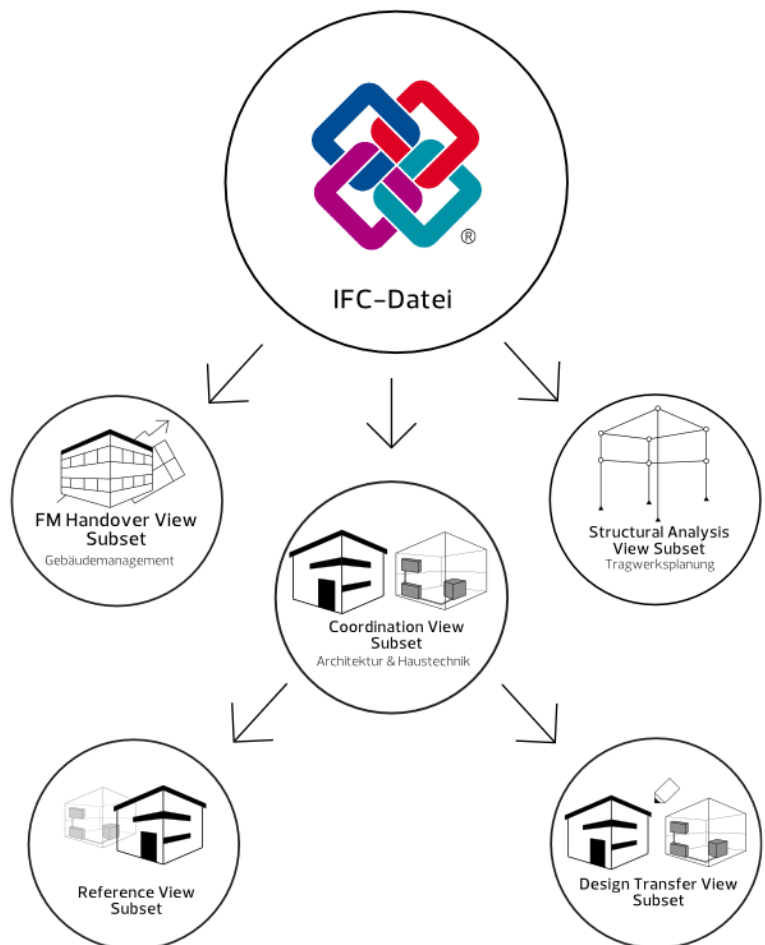 ®
IFC-Datei
FM Handover View
Subset
Gebäudemanagement
Structural Analysis
View Subset
Tragwerksplanung
Coordination View
Subset
Architektur & Haustechnik
Reference View
Subset
Design Transfer View
Subset